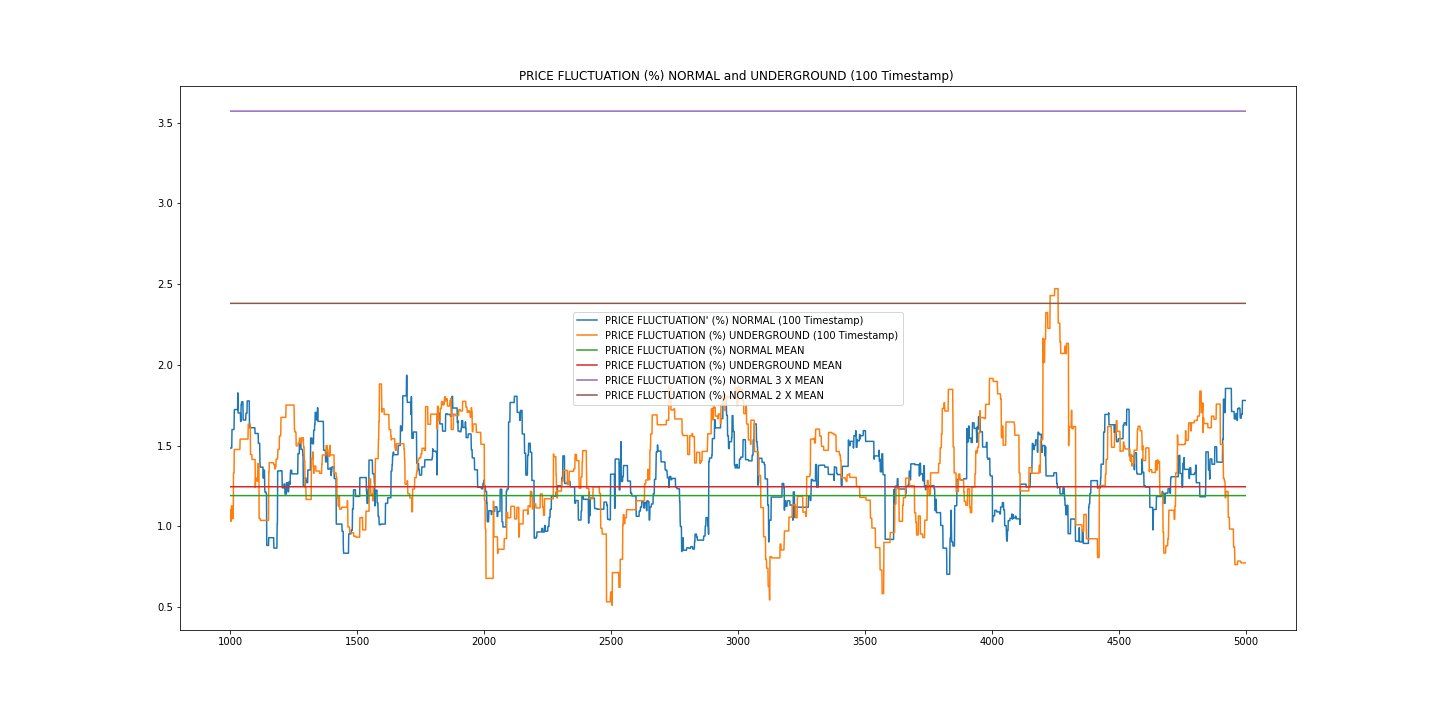 PRICE FLUCTUATION (%) NORMAL and UNDERGROUND (100 Timestamp)
3.5
3.0
2.5
2.0
1.5
1.0
0.5
PRICE FLUCTUATION' (%) NORMAL (100 Timestamp)
PRICE FLUCTUATION (%) UNDERGROUND (100 Timestamp)
PRICE FLUCTUATION (%) NORMAL MEAN
PRICE FLUCTUATION (%) UNDERGROUND MEAN
PRICE FLUCTUATION (%) NORMAL 3 X MEAN
PRICE FLUCTUATION (%) NORMAL 2 X MEAN
1000 1500 2000 2500 3000 3500 4000 4500 5000